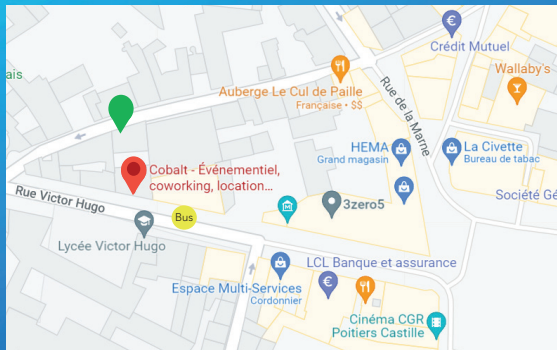 Crédit Mutuel
ais
Wallaby's
Auberge Le Cul de Paille
Française • $$
Rue de la Marne
HEMA
Grand magasin
La Civette
Bureau de tabac
Cobalt - Événementiel,
coworking, location...
Société Gé
Rue Victor Hugo
3zero5
Bus
Lycée Victor Hugo
LCL Banque et assurance
Espace Multi-Services
Cordonnier
Cinéma CGR
Poitiers Castille